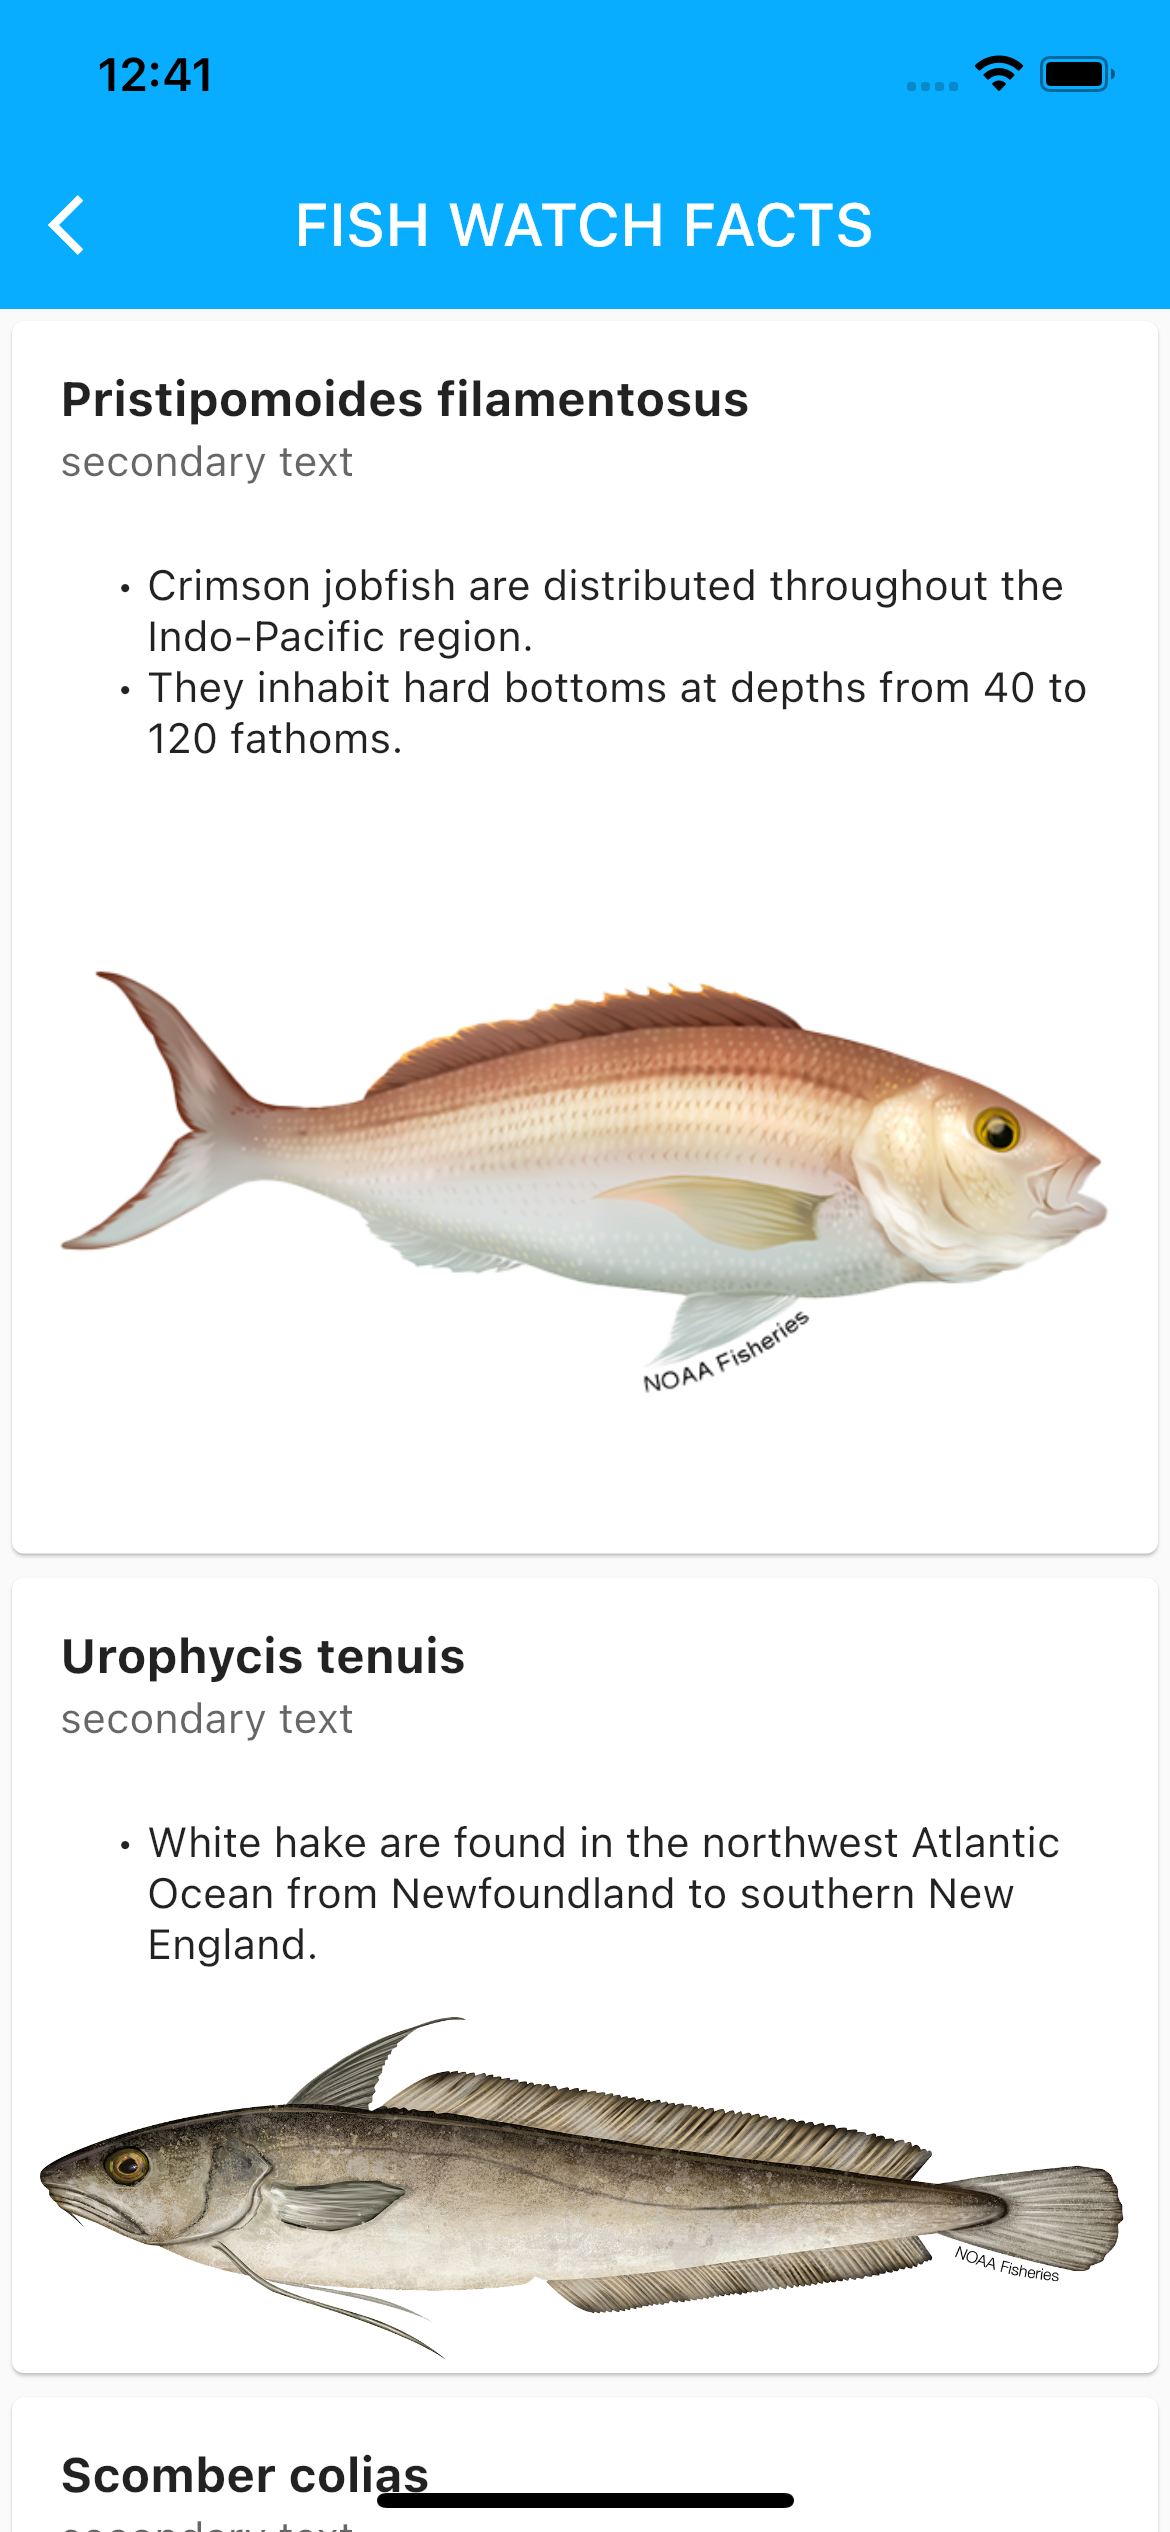 12:41
FISH WATCH FACTS
Pristipomoides filamentosus
secondary text
• Crimson jobfish are distributed throughout the
Indo-Pacific region.
• They inhabit hard bottoms at depths from 40 to
120 fathoms.
NOAA Fisheries
Urophycis tenuis
secondary text
• White hake are found in the northwest Atlantic
Ocean from Newfoundland to southern New
England.
NOAA Fisheries
Scomber colias
secondary text